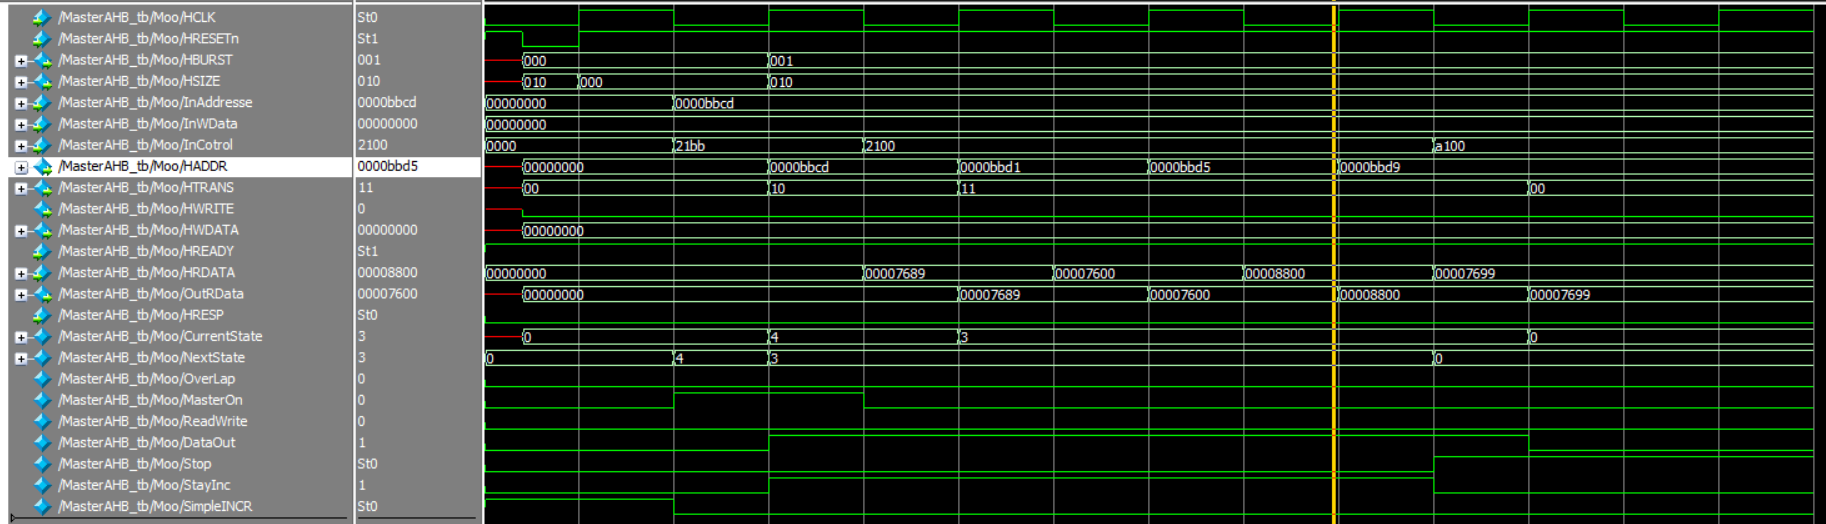 /MasterAHB_tb/Moo/HCLK St0
/MasterAHB_tb/Moo/HRESETn St1
/MasterAHB_tb/Moo/HBURST 001 000 001
/MasterAHB_tb/Moo/HSIZE 010 010 000 010
/MasterAHB_tb/Moo/InAddresse 0000bbcd 00000000 0000bbcd
/MasterAHB_tb/Moo/InWData 00000000 00000000
/MasterAHB_tb/Moo/InCotrol 2100 0000 21bb 2100 a100
/MasterAHB_tb/Moo/HADDR 0000bbd5 00000000 0000bbcd 0000bbd1 0000bbd5 0000bbd9
/MasterAHB_tb/Moo/HTRANS 11 00 10 11 00
/MasterAHB_tb/Moo/HWRITE 0
/MasterAHB_tb/Moo/HWDATA 00000000 00000000
/MasterAHB_tb/Moo/HREADY St1
/MasterAHB_tb/Moo/HRDATA 00008800 00000000 00007689 00007600 00008800 00007699
/MasterAHB_tb/Moo/OutRData 00007600 00000000 00007689 00007600 00008800 00007699
/MasterAHB_tb/Moo/HRESP St0
/MasterAHB_tb/Moo/CurrentState 3 0 4 3 0
/MasterAHB_tb/Moo/NextState 3 0 4 3 0
/MasterAHB_tb/Moo/OverLap 0
/MasterAHB_tb/Moo/MasterOn 0
/MasterAHB_tb/Moo/ReadWrite 0
/MasterAHB_tb/Moo/DataOut 1
/MasterAHB_tb/Moo/Stop St0
/MasterAHB_tb/Moo/StayInc 1
/MasterAHB_tb/Moo/SimpleINCR St0